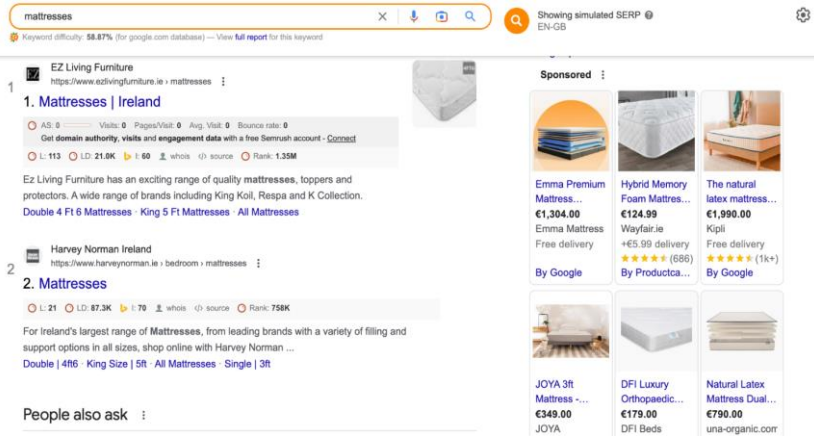 mattresses
Showing simulated SERP
EN-GB
Keyword difficulty: 58.87% (for google.com database) — View full report for this keyword
1
EZ Living Furniture
https://www.ezlivingfurniture.ie › mattresses
1. Mattresses | Ireland
AS: 0 Visits: 0 Pages/Visit: 0 Avg. Visit: 0 Bounce rate: 0
Get domain authority, visits and engagement data with a free Semrush account - Connect
L: 113 LD: 21.0K I: 60 whois source Rank: 1.35M
Ez Living Furniture has an exciting range of quality mattresses, toppers and
protectors. A wide range of brands including King Koil, Respa and K Collection.
Double 4 Ft 6 Mattresses · King 5 Ft Mattresses · All Mattresses
2
Harvey Norman Ireland
https://www.harveynorman.ie › bedroom › mattresses
2. Mattresses
L: 21 LD: 87.3K I: 70 whois source Rank: 758K
For Ireland's largest range of Mattresses, from leading brands with a variety of filling and
support options in all sizes, shop online with Harvey Norman ...
Double | 4ft6 · King Size | 5ft · All Mattresses · Single | 3ft
People also ask
Sponsored
Emma Premium
Mattress…
€1,304.00
Emma Mattress
Free delivery
By Google
Hybrid Memory
Foam Mattres…
€124.99
Wayfair.ie
+€5.99 delivery
(686)
By Productca…
The natural
latex mattress…
€1,990.00
Kipli
Free delivery
(1k+)
By Google
JOYA 3ft
Mattress -…
€349.00
JOYA
DFI Luxury
Orthopaedic…
€179.00
DFI Beds
Natural Latex
Mattress Dual…
€790.00
una-organic.com